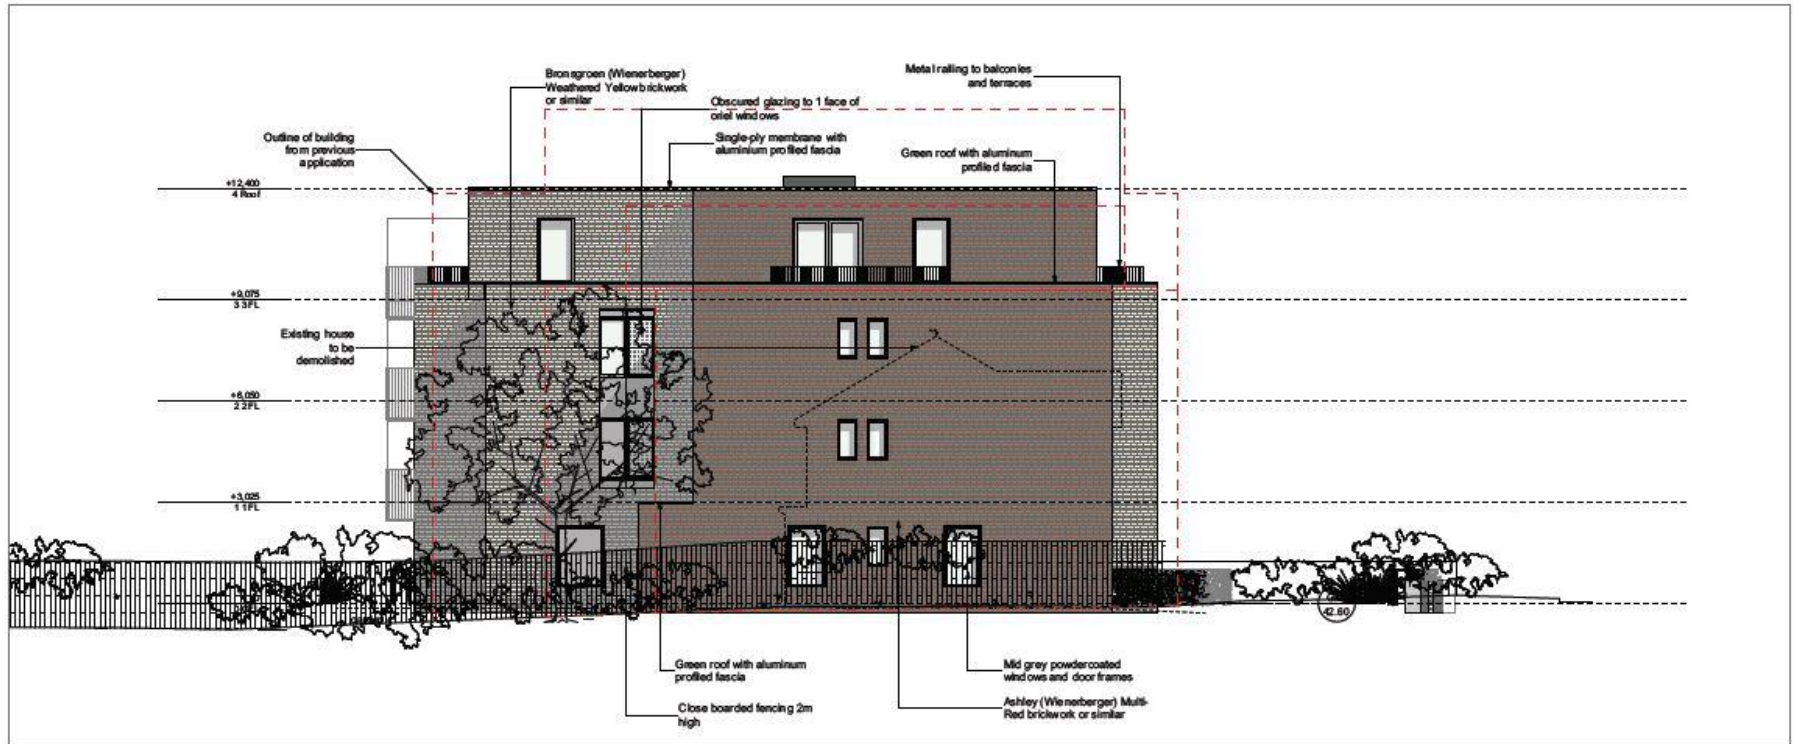 Bronsgroen (Wienerberger)
Weathered Yellow brickwork
or similar
Metal railing to balconies
and terraces
Obscured glazing to 1 face of
oriel windows
Outline of building
from previous
application
Single-ply membrane with
aluminium profiled fascia
Green roof with aluminum
profiled fascia
+12,400
4 Roof
+9,075
3 3FL
Existing house
to be
demolished
+6,050
2 2FL
+3,025
1 1FL
42.60
Green roof with aluminum
profiled fascia
Mid grey powdercoated
windows and door frames
Close boarded fencing 2m
high
Ashley (Wienerberger) Multi-
Red brickwork or similar